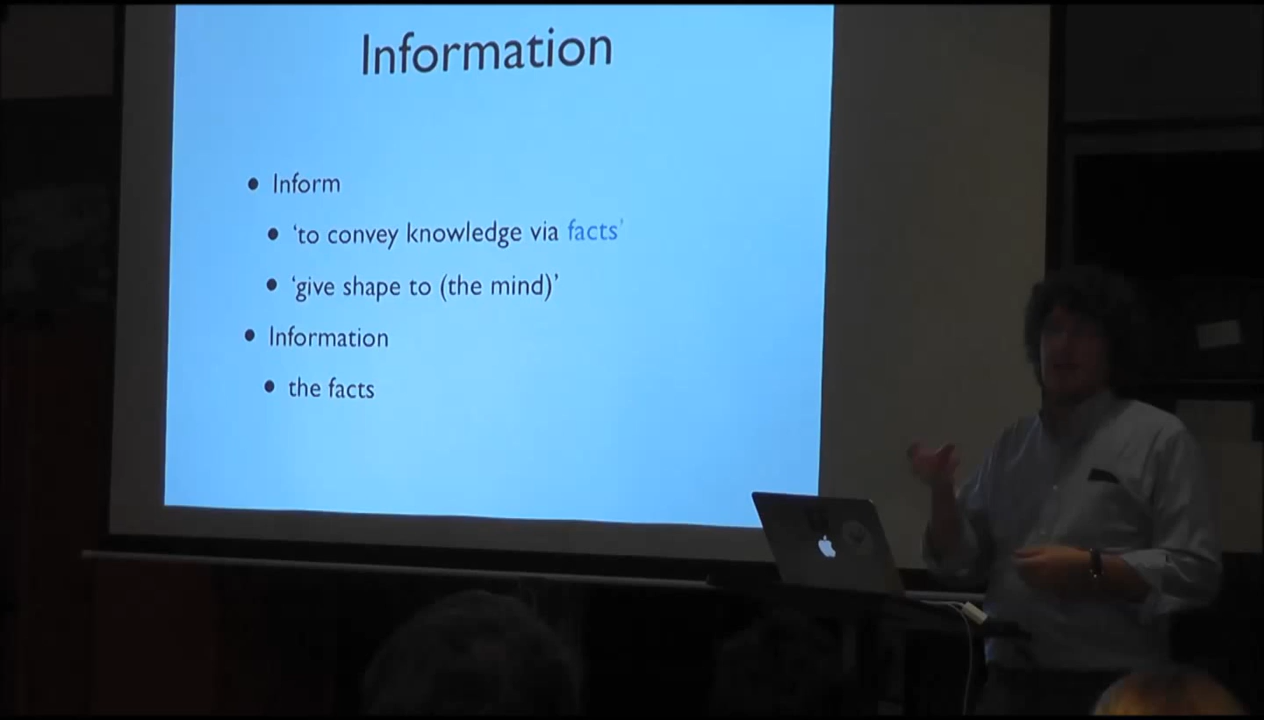 Information
• Inform
• ‘to convey knowledge via facts’
• ‘give shape to (the mind)’
• Information
• the facts